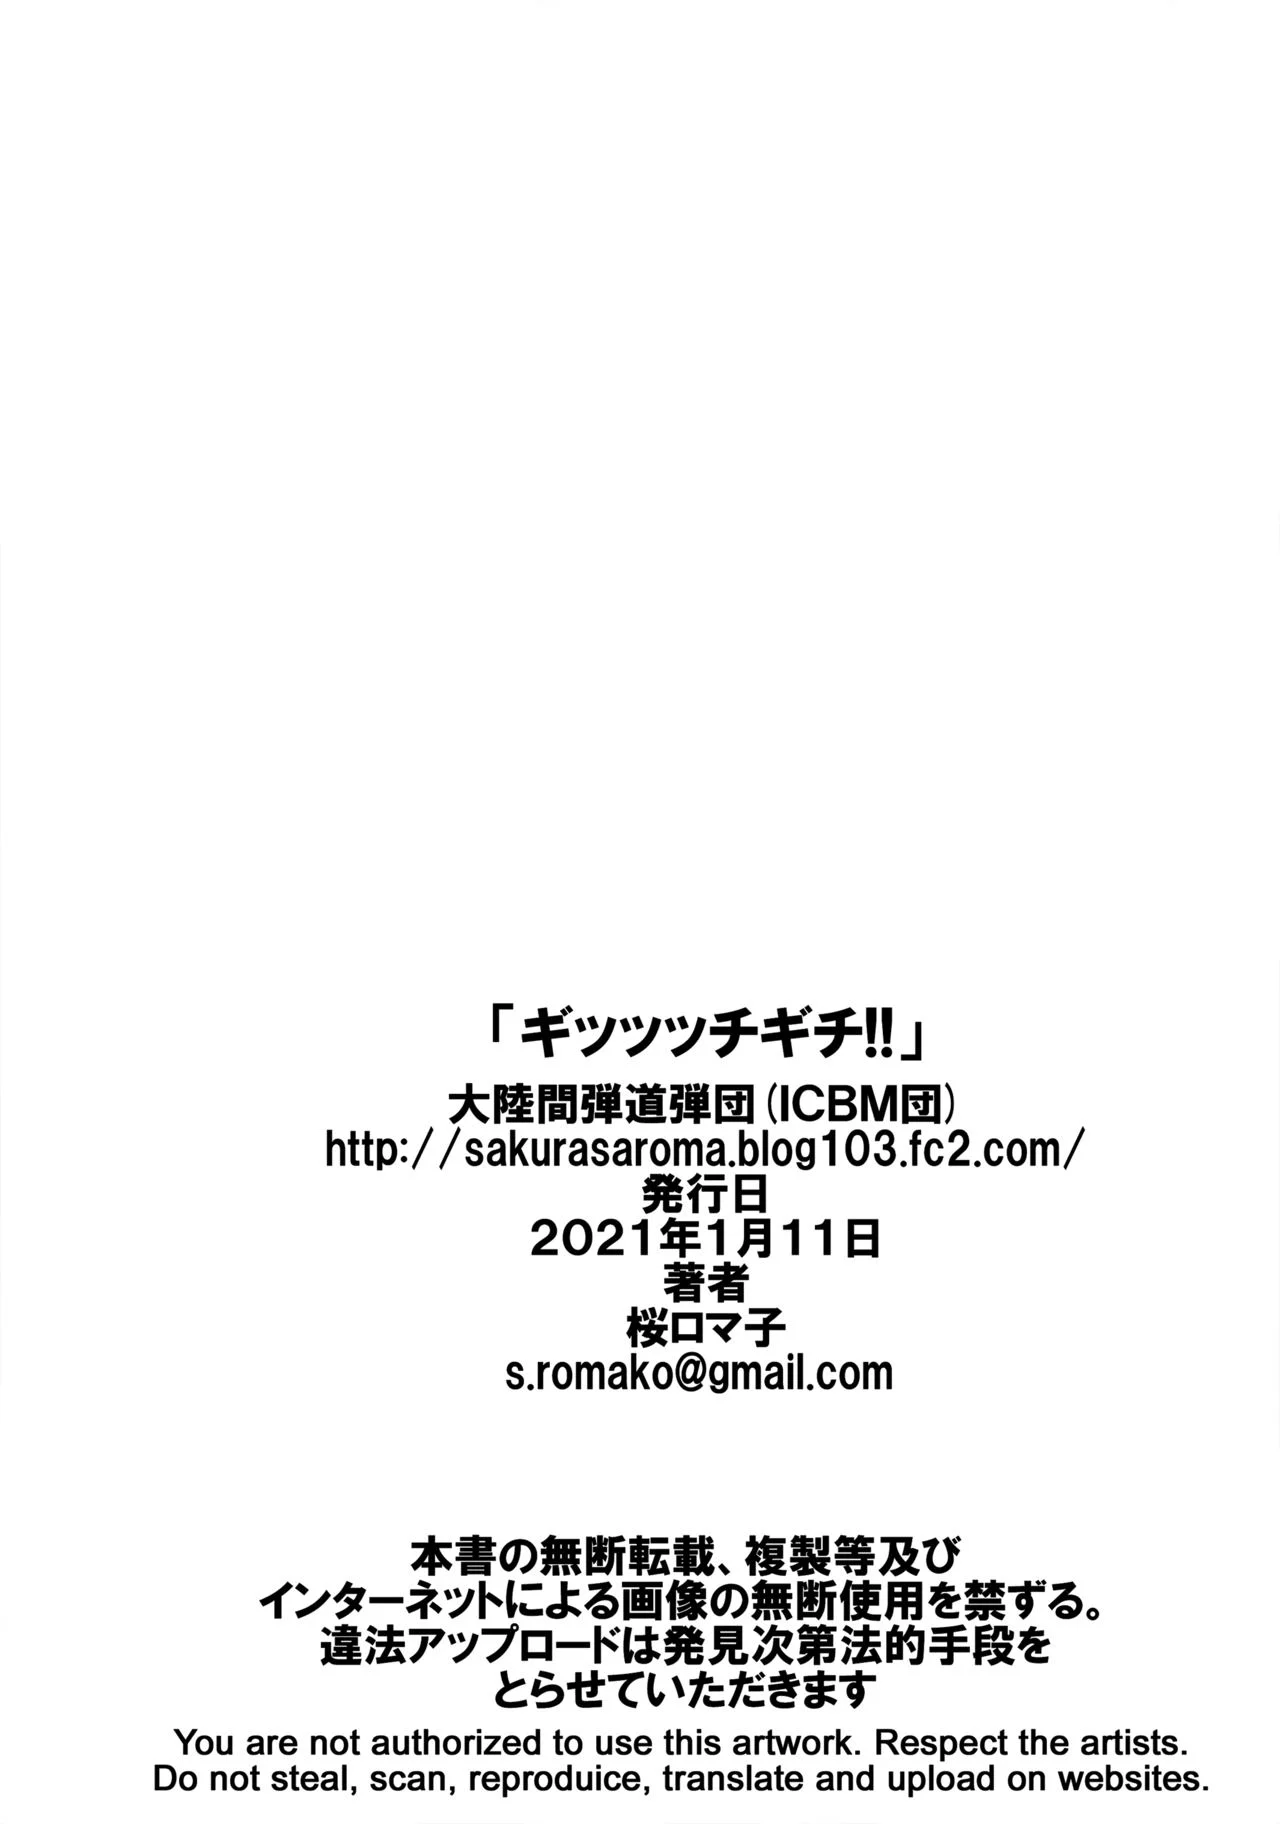 「ギッッッチギチ!!」
大陸間弾道弾団(ICBM団)
http://sakurasaroma.blog103.fc2.com/
発行日
2021年1月11日
著者
桜ロマ子
s.romako@gmail.com
本書の無断転載、複製等及び
インターネットによる画像の無断使用を禁ずる。
違法アップロードは発見次第法的手段を
とらせていただきます
You are not authorized to use this artwork. Respect the artists.
Do not steal, scan, reproduice, translate and upload on websites.